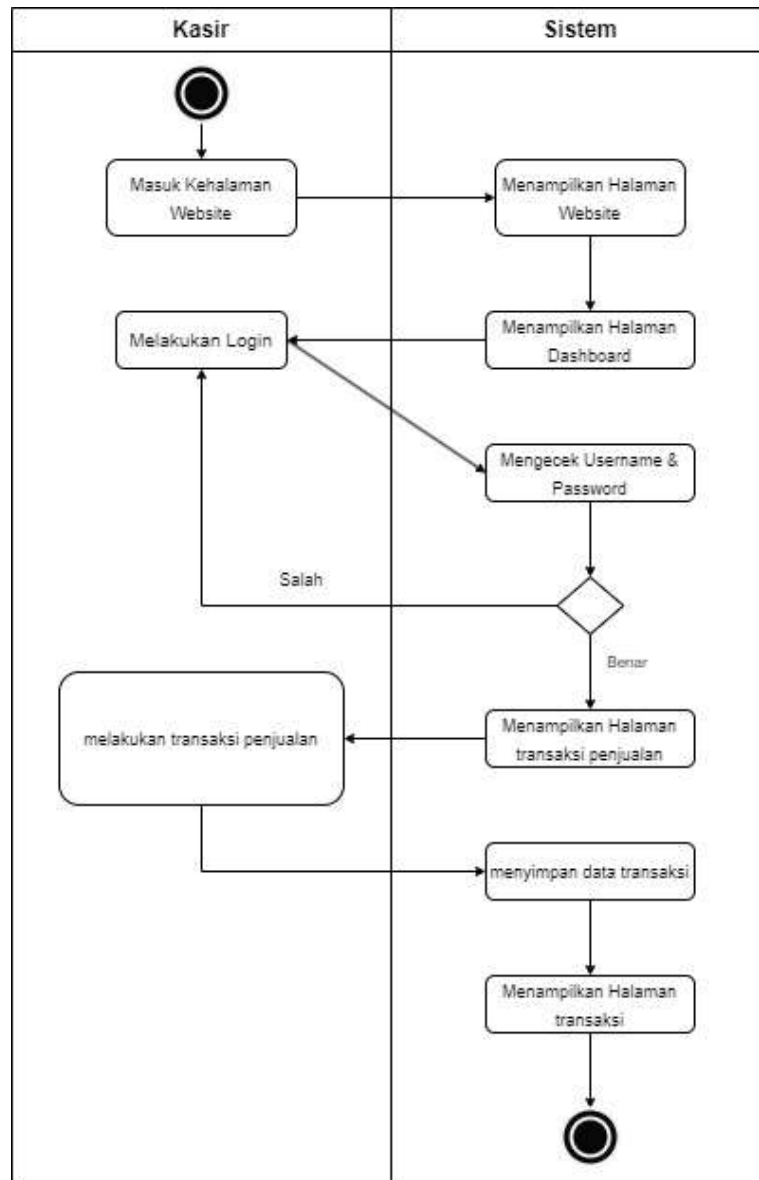 Kasir
Sistem
Masuk Kehalaman
Website
Menampilkan Halaman
Website
Melakukan Login
Menampilkan Halaman
Dashboard
Mengecek Username &
Password
Salah
Benar
melakukan transaksi penjualan
Menampilkan Halaman
transaksi penjualan
menyimpan data transaksi
Menampilkan Halaman
transaksi